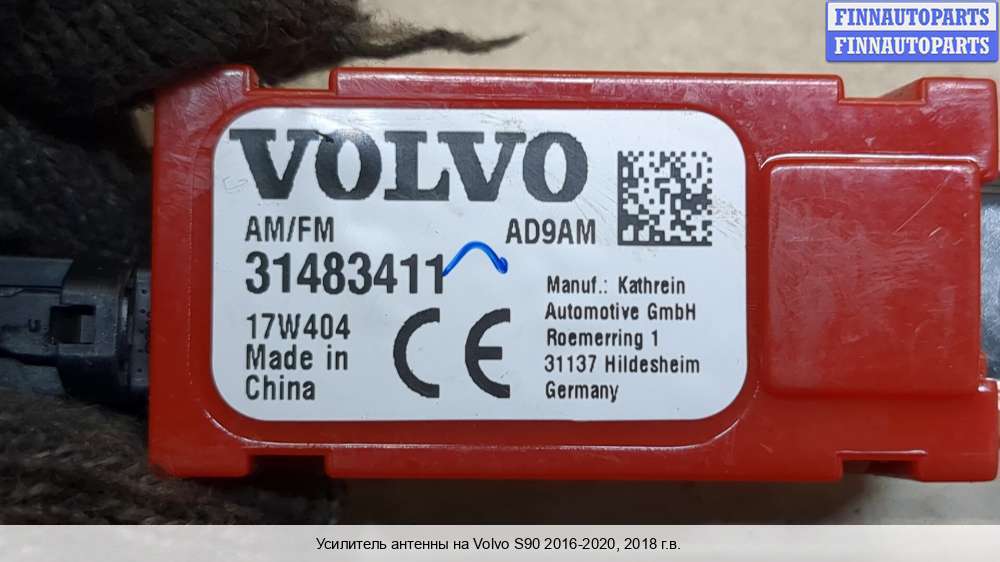 FINNAUTOPARTS
FINNAUTOPARTS
VOLVO
AM/FM AD9AM
31483411
17W404
Made in
China
CE
Manuf.: Kathrein
Automotive GmbH
Roemerring 1
31137 Hildesheim
Germany
Усилитель антенны на Volvo S90 2016-2020, 2018 г.в.